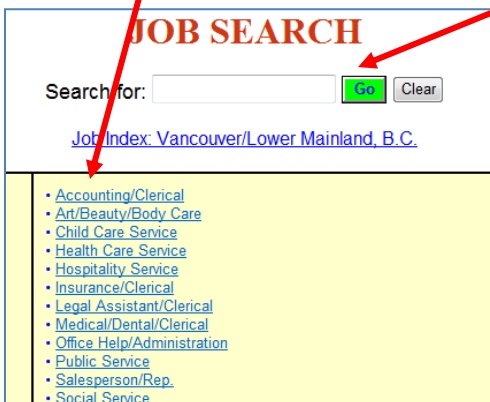 JOB SEARCH
Search for: Go Clear
Job Index: Vancouver/Lower Mainland, B.C.
• Accounting/Clerical
• Art/Beauty/Body Care
• Child Care Service
• Health Care Service
• Hospitality Service
• Insurance/Clerical
• Legal Assistant/Clerical
• Medical/Dental/Clerical
• Office Help/Administration
• Public Service
• Salesperson/Rep.
• Social Service